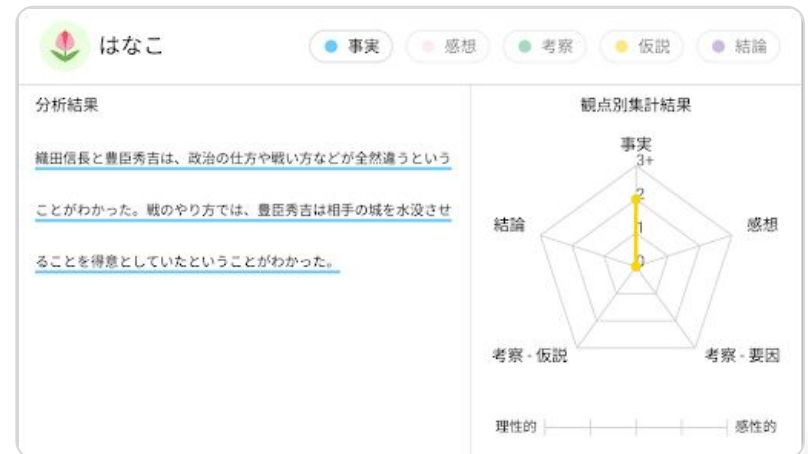 はなこ
事実
感想
考察
仮説
結論
分析結果
織田信長と豊臣秀吉は、政治の仕方や戦い方などが全然違うという
ことがわかった。戦のやり方では、豊臣秀吉は相手の城を水没させ
ることを得意としていたということがわかった。
観点別集計結果
事実
3+
2
1
0
結論
感想
考察 - 仮説
考察 - 要因
理性的
感性的